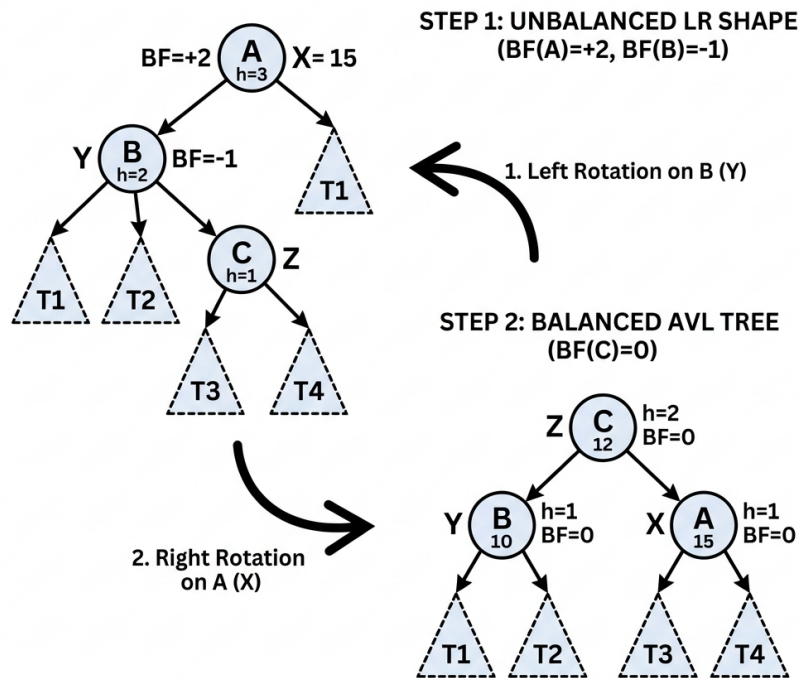 STEP 1: UNBALANCED LR SHAPE
(BF(A)=+2, BF(B)=-1)
BF=+2
A
h=3
X= 15
Y
B
h=2
BF=-1
T1
1. Left Rotation on B (Y)
T1
T2
C
h=1
Z
T3
T4
STEP 2: BALANCED AVL TREE
(BF(C)=0)
Z
C
12
h=2
BF=0
2. Right Rotation
on A (X)
Y
B
10
h=1
BF=0
X
A
15
h=1
BF=0
T1
T2
T3
T4